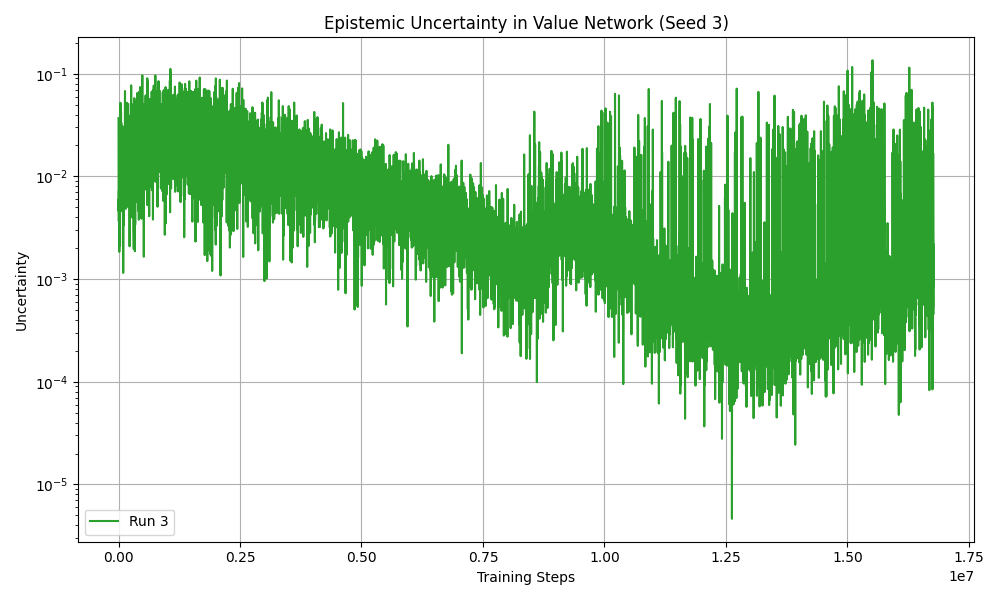 Epistemic Uncertainty in Value Network (Seed 3)
Uncertainty
10⁻¹
10⁻²
10⁻³
10⁻⁴
10⁻⁵
Run 3
0.00 0.25 0.50 0.75 1.00 1.25 1.50 1.75
1e7
Training Steps